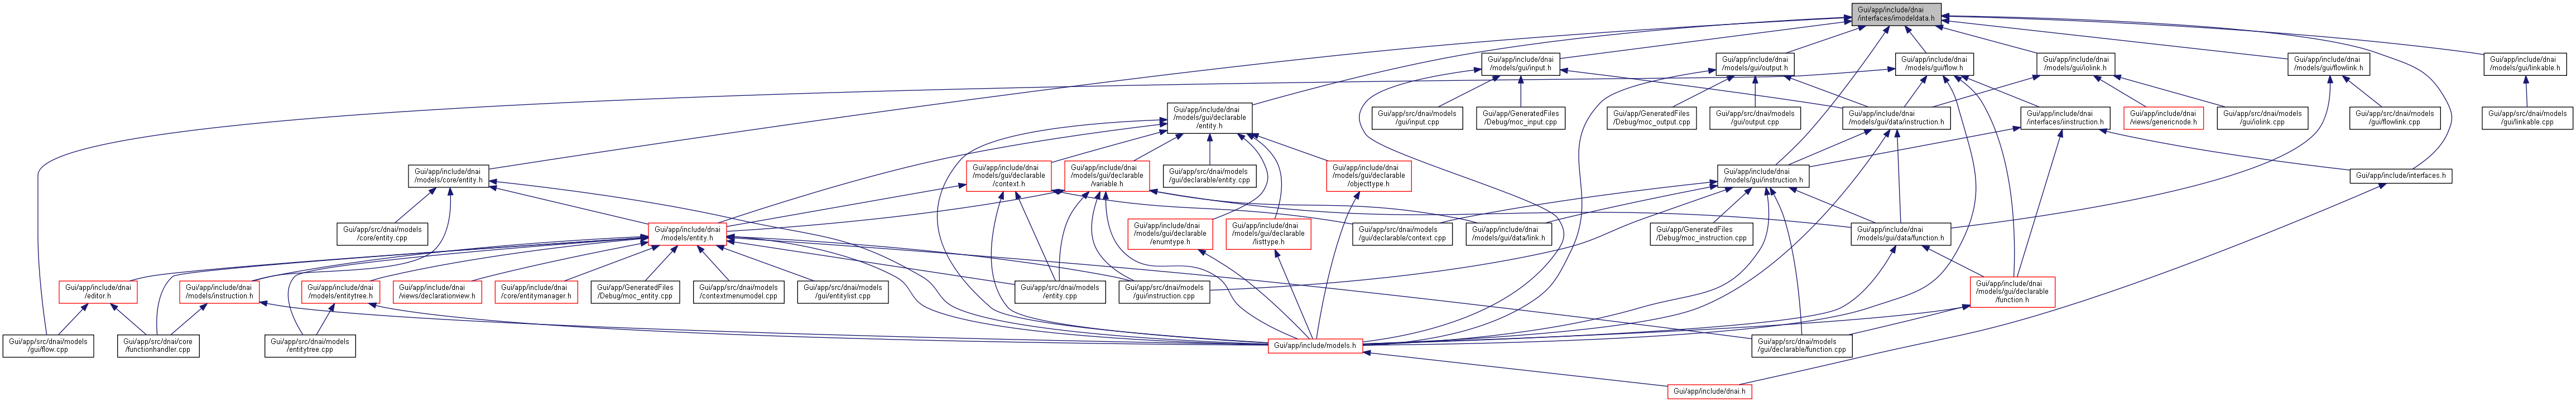 Gui/app/include/dnai
/interfaces/imodeldata.h
Gui/app/include/dnai
/models/gui/input.h
Gui/app/include/dnai
/models/gui/output.h
Gui/app/include/dnai
/models/gui/flow.h
Gui/app/include/dnai
/models/gui/iolink.h
Gui/app/include/dnai
/models/gui/flowlink.h
Gui/app/include/dnai
/models/gui/linkable.h
Gui/app/include/dnai
/models/gui/declarable
/entity.h
Gui/app/src/dnai/models
/gui/input.cpp
Gui/app/GeneratedFiles
/Debug/moc_input.cpp
Gui/app/GeneratedFiles
/Debug/moc_output.cpp
Gui/app/src/dnai/models
/gui/output.cpp
Gui/app/include/dnai
/models/gui/data/instruction.h
Gui/app/include/dnai
/interfaces/iinstruction.h
Gui/app/include/dnai
/views/genericnode.h
Gui/app/src/dnai/models
/gui/iolink.cpp
Gui/app/src/dnai/models
/gui/flowlink.cpp
Gui/app/src/dnai/models
/gui/linkable.cpp
Gui/app/include/dnai
/models/core/entity.h
Gui/app/include/dnai
/models/gui/declarable
/context.h
Gui/app/include/dnai
/models/gui/declarable
/variable.h
Gui/app/src/dnai/models
/gui/declarable/entity.cpp
Gui/app/include/dnai
/models/gui/declarable
/objecttype.h
Gui/app/include/dnai
/models/gui/instruction.h
Gui/app/include/interfaces.h
Gui/app/src/dnai/models
/core/entity.cpp
Gui/app/include/dnai
/models/entity.h
Gui/app/include/dnai
/models/gui/declarable
/enumtype.h
Gui/app/include/dnai
/models/gui/declarable
/listtype.h
Gui/app/src/dnai/models
/gui/declarable/context.cpp
Gui/app/include/dnai
/models/gui/data/link.h
Gui/app/GeneratedFiles
/Debug/moc_instruction.cpp
Gui/app/include/dnai
/models/gui/data/function.h
Gui/app/include/dnai
/editor.h
Gui/app/include/dnai
/models/instruction.h
Gui/app/include/dnai
/models/entitytree.h
Gui/app/include/dnai
/views/declarationview.h
Gui/app/include/dnai
/core/entitymanager.h
Gui/app/GeneratedFiles
/Debug/moc_entity.cpp
Gui/app/src/dnai/models
/contextmenumodel.cpp
Gui/app/src/dnai/models
/gui/entitylist.cpp
Gui/app/src/dnai/models
/entity.cpp
Gui/app/src/dnai/models
/gui/instruction.cpp
Gui/app/include/dnai
/models/gui/declarable
/function.h
Gui/app/src/dnai/models
/gui/flow.cpp
Gui/app/src/dnai/core
/functionhandler.cpp
Gui/app/src/dnai/models
/entitytree.cpp
Gui/app/include/models.h
Gui/app/src/dnai/models
/gui/declarable/function.cpp
Gui/app/include/dnai.h